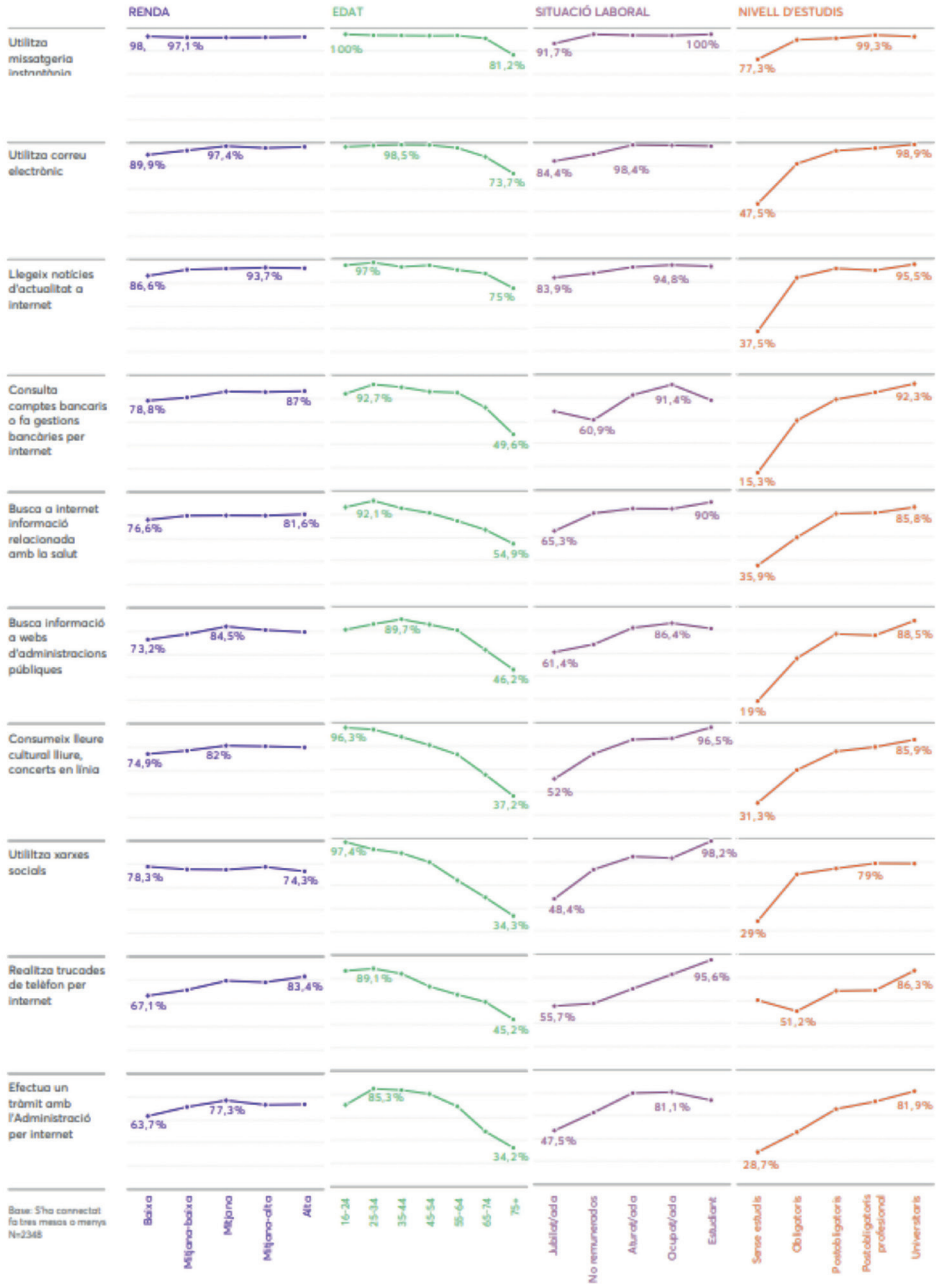 RENDA
EDAT
SITUACIÓ LABORAL
NIVELL D'ESTUDIS
Utilitza
missatgeria
instantània
98,
97,1%
100%
81,2%
91,7%
100%
77,3%
99,3%
Utilitza correu
electrònic
89,9%
97,4%
98,5%
73,7%
84,4%
98,4%
47,5%
98,9%
Llegeix notícies
d'actualitat a
internet
86,6%
93,7%
97%
75%
83,9%
94,8%
37,5%
95,5%
Consulta
comptes bancaris
o fa gestions
bancàries per
internet
78,8%
87%
92,7%
49,6%
60,9%
91,4%
15,3%
92,3%
Busca a internet
informació
relacionada
amb la salut
76,6%
81,6%
92,1%
54,9%
65,3%
90%
35,9%
85,8%
Busca informació
a webs
d'administracions
públiques
73,2%
84,5%
89,7%
46,2%
61,4%
86,4%
19%
88,5%
Consumeix lleure
cultural lliure,
concerts en línia
74,9%
82%
96,3%
37,2%
52%
96,5%
31,3%
85,9%
Utililtza xarxes
socials
78,3%
74,3%
97,4%
34,3%
48,4%
98,2%
29%
79%
Realitza trucades
de telèfon per
internet
67,1%
83,4%
89,1%
45,2%
55,7%
95,6%
51,2%
86,3%
Efectua un
tràmit amb
l'Administració
per internet
63,7%
77,3%
85,3%
34,2%
47,5%
81,1%
28,7%
81,9%
Base: S'ha connectat
fa tres mesos o menys
N=2348
Baixa
Mitjana-baixa
Mitjana
Mitjana-alta
Alta
16-24
25-34
35-44
45-54
55-64
65-74
75+
Jubilat/ada
No remunerados
Aturat/ada
Ocupat/ada
Estudiant
Sense estudis
Obligatoris
Postobligatoris
Postobligatoris
profesional
Universitaris